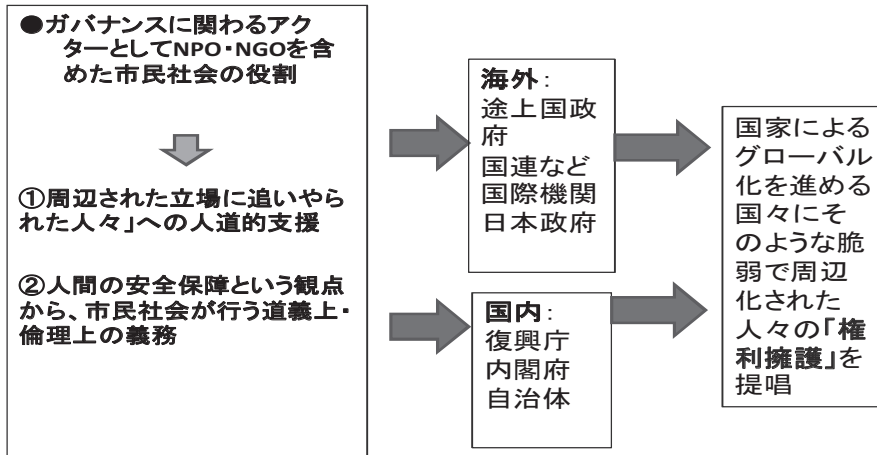 ●ガバナンスに関わるアク
ターとしてNPO・NGOを含
めた市民社会の役割
①周辺された立場に追いやら
れた人々」への人道的支援
②人間の安全保障という観点
から、市民社会が行う道義上・
倫理上の義務
海外：
途上国政
府
国連など
国際機関
日本政府
国内：
復興庁
内閣府
自治体
国家による
グローバル
化を進める
国々にそ
のような脆
弱で周辺
化された
人々の「権
利擁護」を
提唱